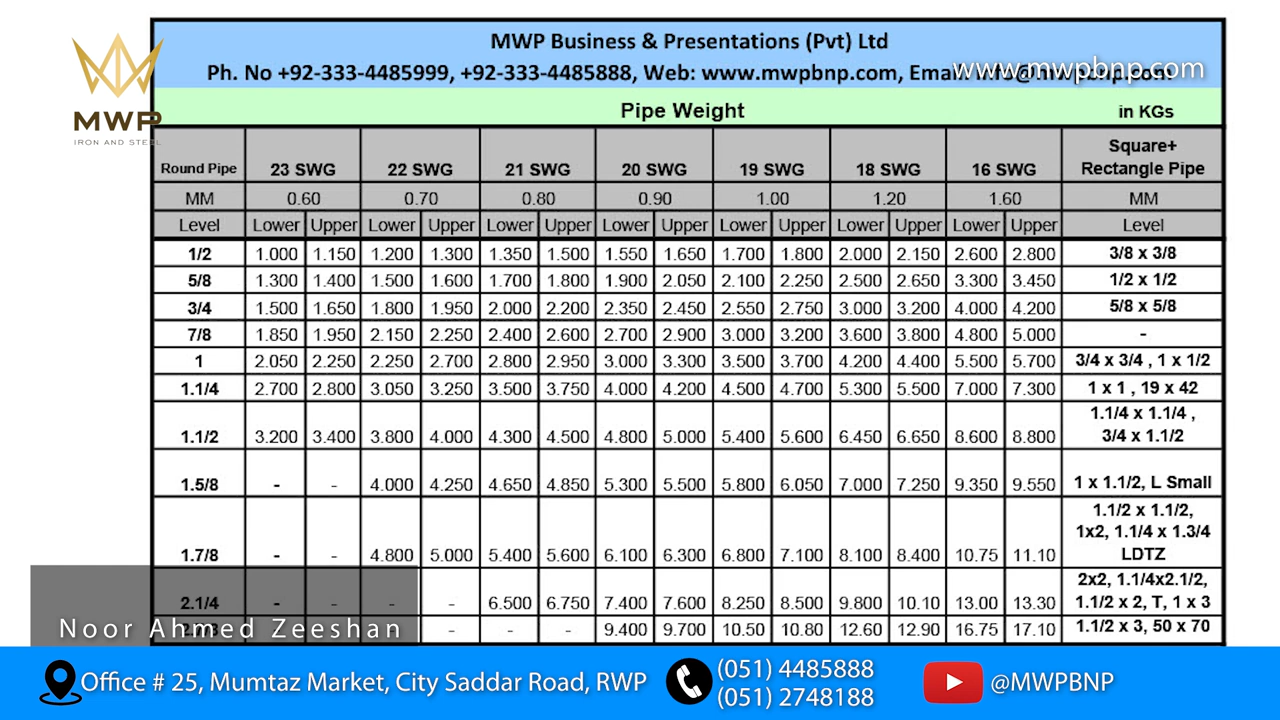 MWP Business & Presentations (Pvt) Ltd
Ph. No +92-333-4485999, +92-333-4485888, Web: www.mwpbnp.com,
www.mwpbnp.com
MWP
IRON AND STEEL
Pipe Weight in KGs
Round Pipe 23 SWG 22 SWG 21 SWG 20 SWG 19 SWG 18 SWG 16 SWG Square+ Rectangle Pipe
MM 0.60 0.70 0.80 0.90 1.00 1.20 1.60 MM
Level Lower Upper Lower Upper Lower Upper Lower Upper Lower Upper Lower Upper Lower Upper Level
1/2 1.000 1.150 1.200 1.300 1.350 1.500 1.550 1.650 1.700 1.800 2.000 2.150 2.600 2.800 3/8 x 3/8
5/8 1.300 1.400 1.500 1.600 1.700 1.800 1.900 2.050 2.100 2.250 2.500 2.650 3.300 3.450 1/2 x 1/2
3/4 1.500 1.650 1.800 1.950 2.000 2.200 2.350 2.450 2.550 2.750 3.000 3.200 4.000 4.200 5/8 x 5/8
7/8 1.850 1.950 2.150 2.250 2.400 2.600 2.700 2.900 3.000 3.200 3.600 3.800 4.800 5.000 -
1 2.050 2.250 2.250 2.700 2.800 2.950 3.000 3.300 3.500 3.700 4.200 4.400 5.500 5.700 3/4 x 3/4 , 1 x 1/2
1.1/4 2.700 2.800 3.050 3.250 3.500 3.750 4.000 4.200 4.500 4.700 5.300 5.500 7.000 7.300 1 x 1 , 19 x 42
1.1/2 3.200 3.400 3.800 4.000 4.300 4.500 4.800 5.000 5.400 5.600 6.450 6.650 8.600 8.800 1.1/4 x 1.1/4 ,
3/4 x 1.1/2
1.5/8 - - 4.000 4.250 4.650 4.850 5.300 5.500 5.800 6.050 7.000 7.250 9.350 9.550 1 x 1.1/2, L Small
1.7/8 - - 4.800 5.000 5.400 5.600 6.100 6.300 6.800 7.100 8.100 8.400 10.75 11.10 1.1/2 x 1.1/2,
1x2, 1.1/4 x 1.3/4
LDTZ
2.1/4 - - - - 6.500 6.750 7.400 7.600 8.250 8.500 9.800 10.10 13.00 13.30 2x2, 1.1/4x2.1/2,
1.1/2 x 2, T, 1 x 3
- - 9.400 9.700 10.50 10.80 12.60 12.90 16.75 17.10 1.1/2 x 3, 50 x 70
Noor Ahmed Zeeshan
Office # 25, Mumtaz Market, City Saddar Road, RWP
(051) 4485888
(051) 2748188
@MWPBNP